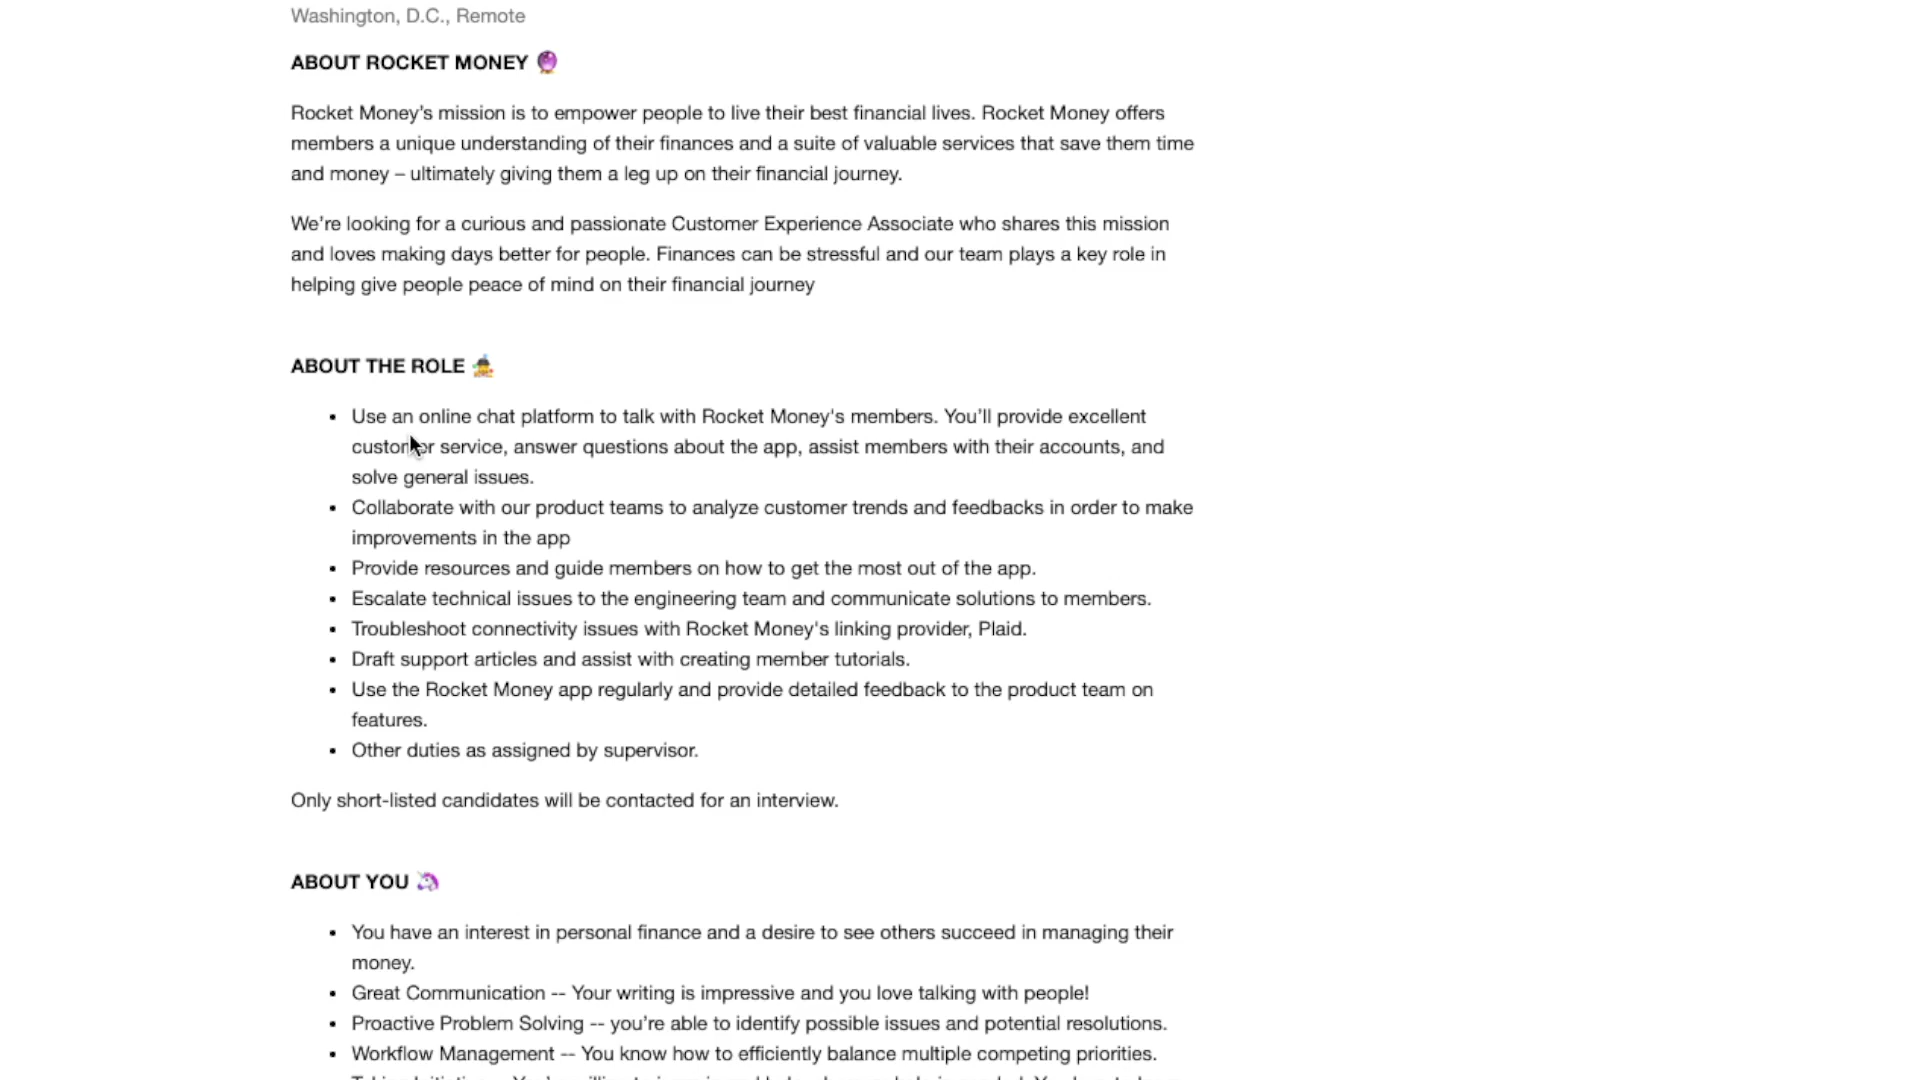 Washington, D.C., Remote
ABOUT ROCKET MONEY 🔮
Rocket Money’s mission is to empower people to live their best financial lives. Rocket Money offers
members a unique understanding of their finances and a suite of valuable services that save them time
and money – ultimately giving them a leg up on their financial journey.
We’re looking for a curious and passionate Customer Experience Associate who shares this mission
and loves making days better for people. Finances can be stressful and our team plays a key role in
helping give people peace of mind on their financial journey
ABOUT THE ROLE 🤹
• Use an online chat platform to talk with Rocket Money's members. You’ll provide excellent
customer service, answer questions about the app, assist members with their accounts, and
solve general issues.
• Collaborate with our product teams to analyze customer trends and feedbacks in order to make
improvements in the app
• Provide resources and guide members on how to get the most out of the app.
• Escalate technical issues to the engineering team and communicate solutions to members.
• Troubleshoot connectivity issues with Rocket Money's linking provider, Plaid.
• Draft support articles and assist with creating member tutorials.
• Use the Rocket Money app regularly and provide detailed feedback to the product team on
features.
• Other duties as assigned by supervisor.
Only short-listed candidates will be contacted for an interview.
ABOUT YOU 🦄
• You have an interest in personal finance and a desire to see others succeed in managing their
money.
• Great Communication -- Your writing is impressive and you love talking with people!
• Proactive Problem Solving -- you’re able to identify possible issues and potential resolutions.
• Workflow Management -- You know how to efficiently balance multiple competing priorities.